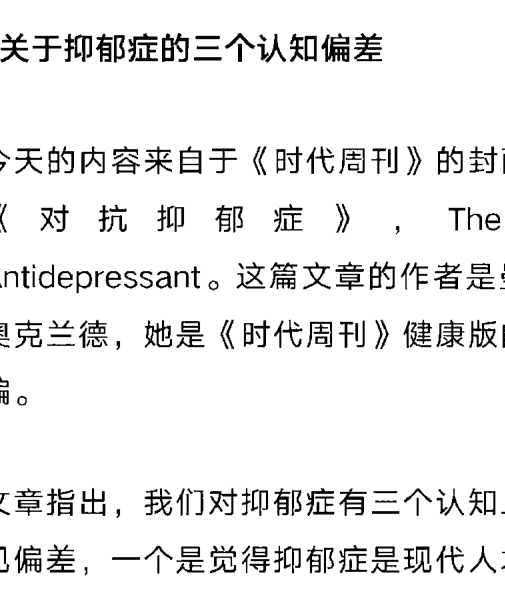 关于抑郁症的三个认知偏差
今天的内容来自于《时代周刊》的封
《对抗抑郁症》，The
Antidepressant。这篇文章的作者是
奥克兰德，她是《时代周刊》健康版
编。
文章指出，我们对抑郁症有三个认知
见偏差，一个是觉得抑郁症是现代人